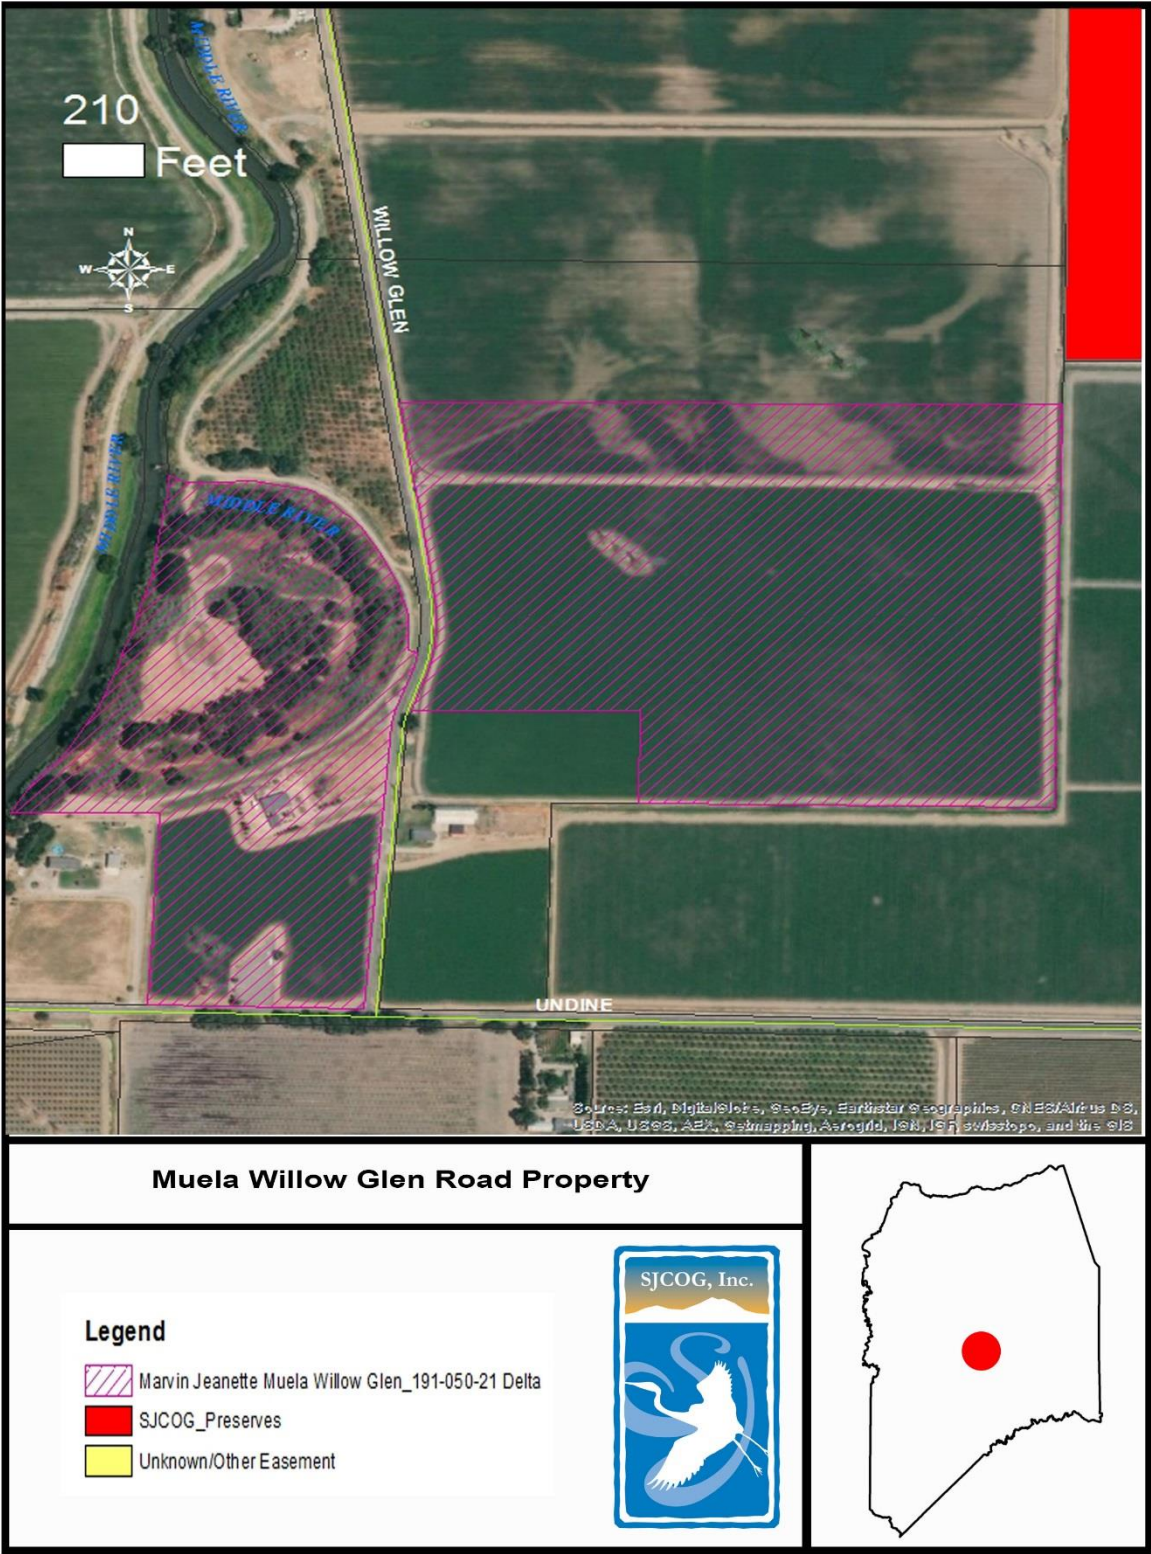 MIDDLE RIVER
210
Feet
N
W E
S
WILLOW GLEN
MIDDLE RIVER
MIDDLE RIVER
UNDINE
Source: Esri, DigitalGlobe, GeoEye, Earthstar Geographics, CNES/Airbus DS,
USDA, USGS, AEX, Getmapping, Aerogrid, IGN, IGP, swisstopo, and the GIS
Muela Willow Glen Road Property
SJCOG, Inc.
Legend
Marvin Jeanette Muela Willow Glen_191-050-21 Delta
SJCOG_Preserves
Unknown/Other Easement